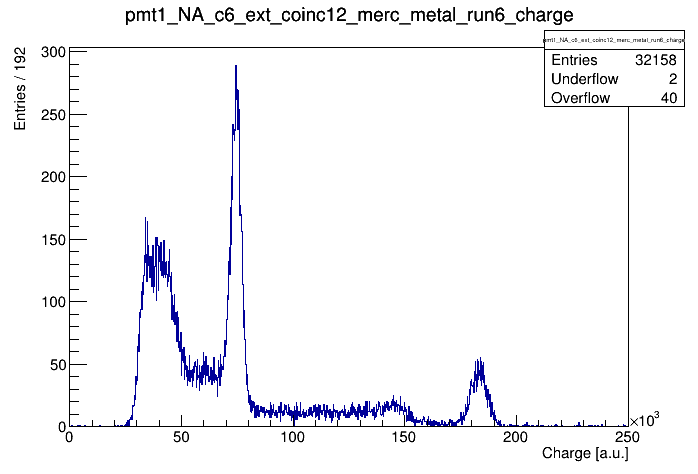 pmt1_NA_c6_ext_coinc12_merc_metal_run6_charge
pmt1_NA_c6_ext_coinc12_merc_metal_run6_charge
Entries 32158
Underflow 2
Overflow 40
Entries / 192
300
250
200
150
100
50
0
0 50 100 150 200 250
×10³
Charge [a.u.]